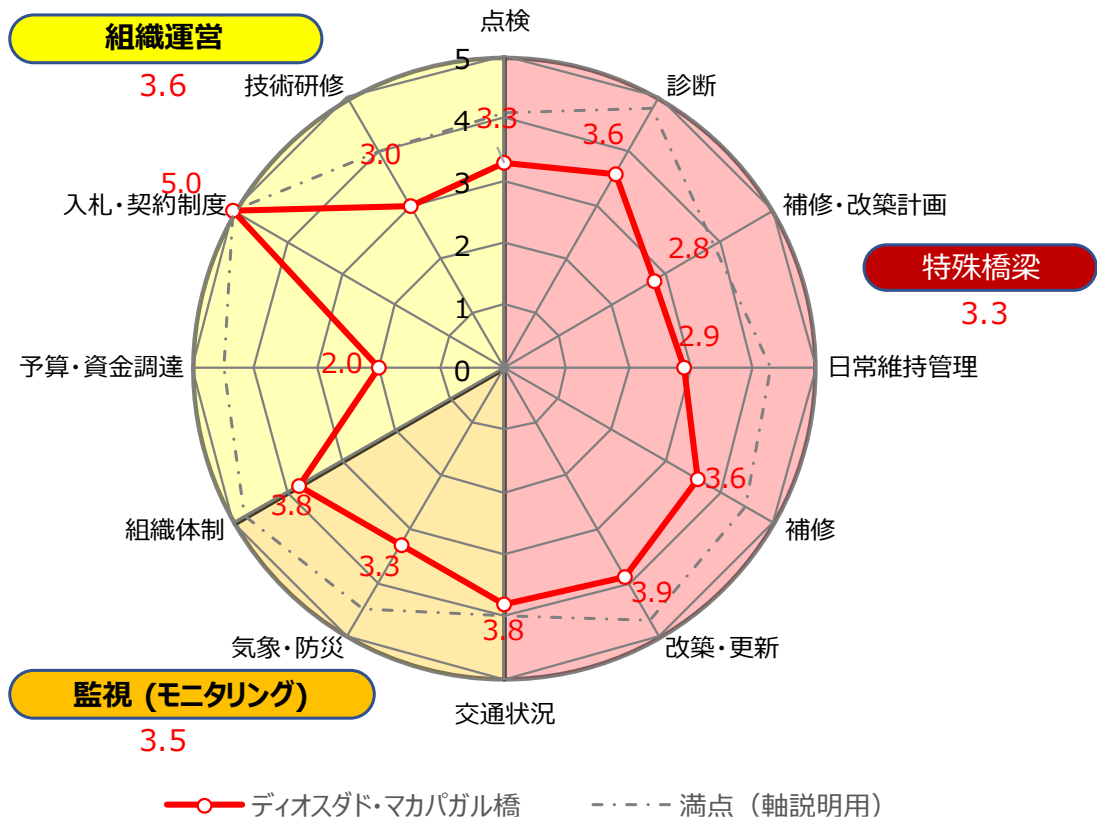 組織運営
3.6
点検
技術研修
診断
5
4
3.3
3.6
3.0
5.0
入札・契約制度
3
補修・改築計画
2.8
特殊橋梁
3.3
2
1
2.9
予算・資金調達
2.0
0
日常維持管理
3.6
補修
3.8
組織体制
3.3
3.9
3.8
気象・防災
改築・更新
監視 (モニタリング)
3.5
交通状況
ディオスダド・マカパガル橋
満点（軸説明用）